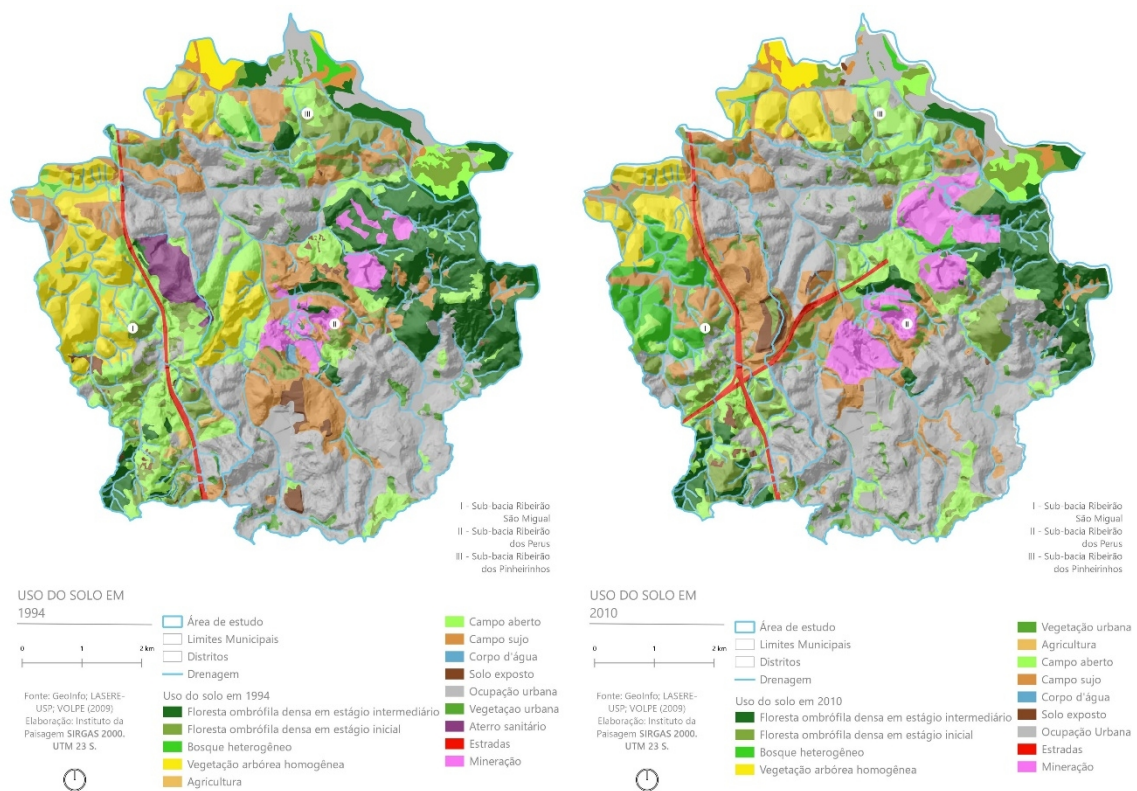 III
I
II
I - Sub-bacia Ribeirão
São Migual
II - Sub-bacia Ribeirão
dos Perus
III - Sub-bacia Ribeirão
dos Pinheirinhos
USO DO SOLO EM
1994
0 1 2 km
Fonte: GeoInfo; LASERE-
USP; VOLPE (2009)
Elaboração: Instituto da
Paisagem SIRGAS 2000.
UTM 23 S.
Área de estudo
Limites Municipais
Distritos
Drenagem
Uso do solo em 1994
Floresta ombrófila densa em estágio intermediário
Floresta ombrófila densa em estágio inicial
Bosque heterogêneo
Vegetação arbórea homogênea
Agricultura
Campo aberto
Campo sujo
Corpo d'água
Solo exposto
Ocupação urbana
Vegetaçao urbana
Aterro sanitário
Estradas
Mineração
III
I
II
I - Sub-bacia Ribeirão
São Migual
II - Sub-bacia Ribeirão
dos Perus
III - Sub-bacia Ribeirão
dos Pinheirinhos
USO DO SOLO EM
2010
0 1 2 km
Fonte: GeoInfo; LASERE-
USP; VOLPE (2009)
Elaboração: Instituto da
Paisagem SIRGAS 2000.
UTM 23 S.
Área de estudo
Limites Municipais
Distritos
Drenagem
Uso do solo em 2010
Floresta ombrófila densa em estágio intermediário
Floresta ombrófila densa em estágio inicial
Bosque heterogêneo
Vegetação arbórea homogênea
Vegetação urbana
Agricultura
Campo aberto
Campo sujo
Corpo d'água
Solo exposto
Ocupação Urbana
Estradas
Mineração